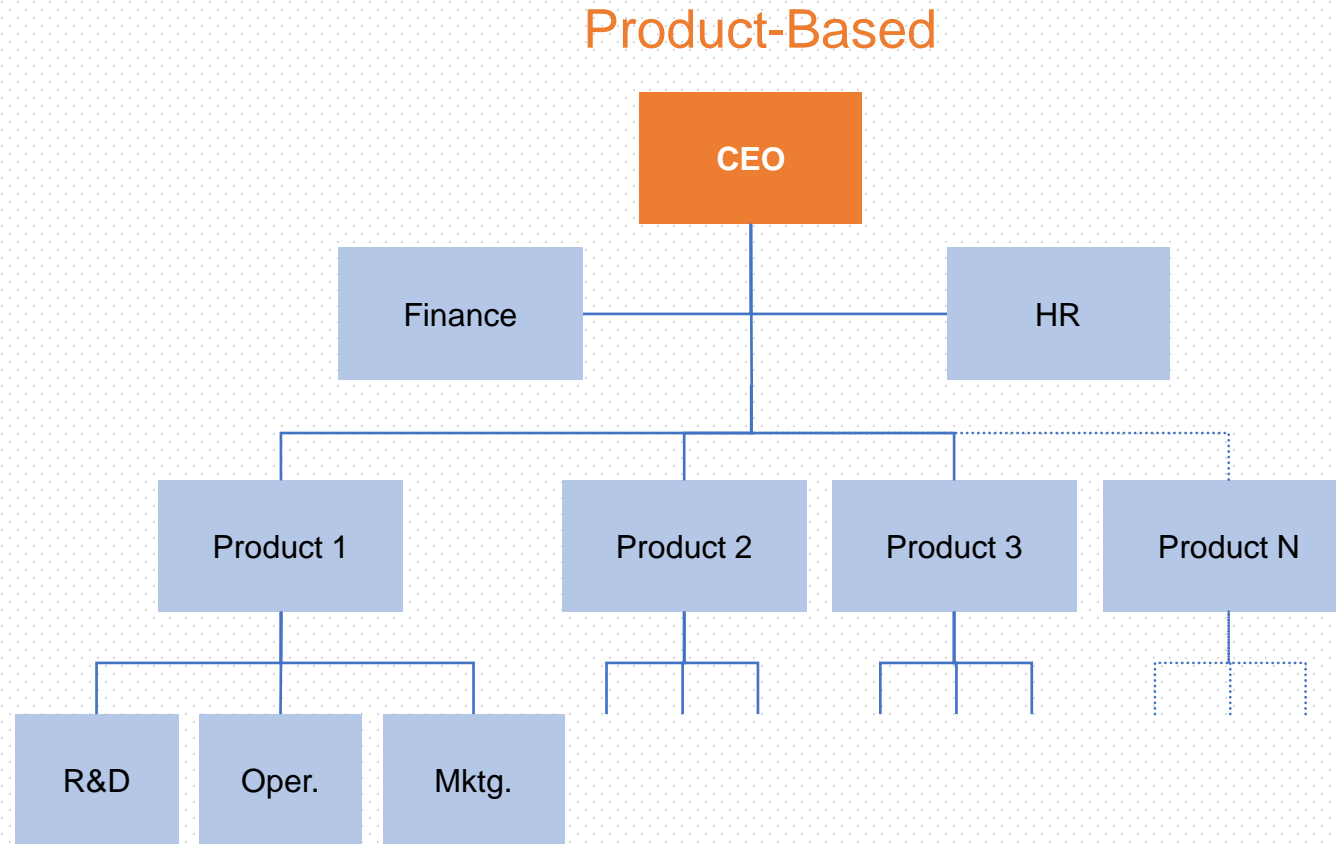 Product-Based
CEO
Finance
HR
Product 1
Product 2
Product 3
Product N
R&D
Oper.
Mktg.